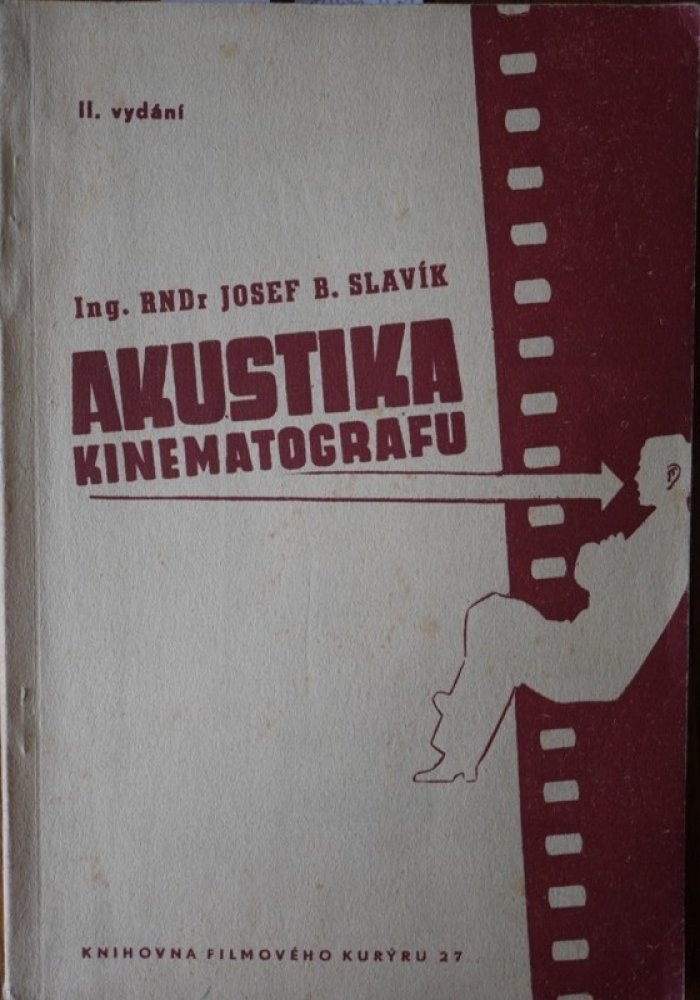 II. vydání
Ing. RNDr JOSEF B. SLAVÍK
AKUSTIKA
KINEMATOGRAFU
KNIHOVNA FILMOVÉHO KURÝRU 27